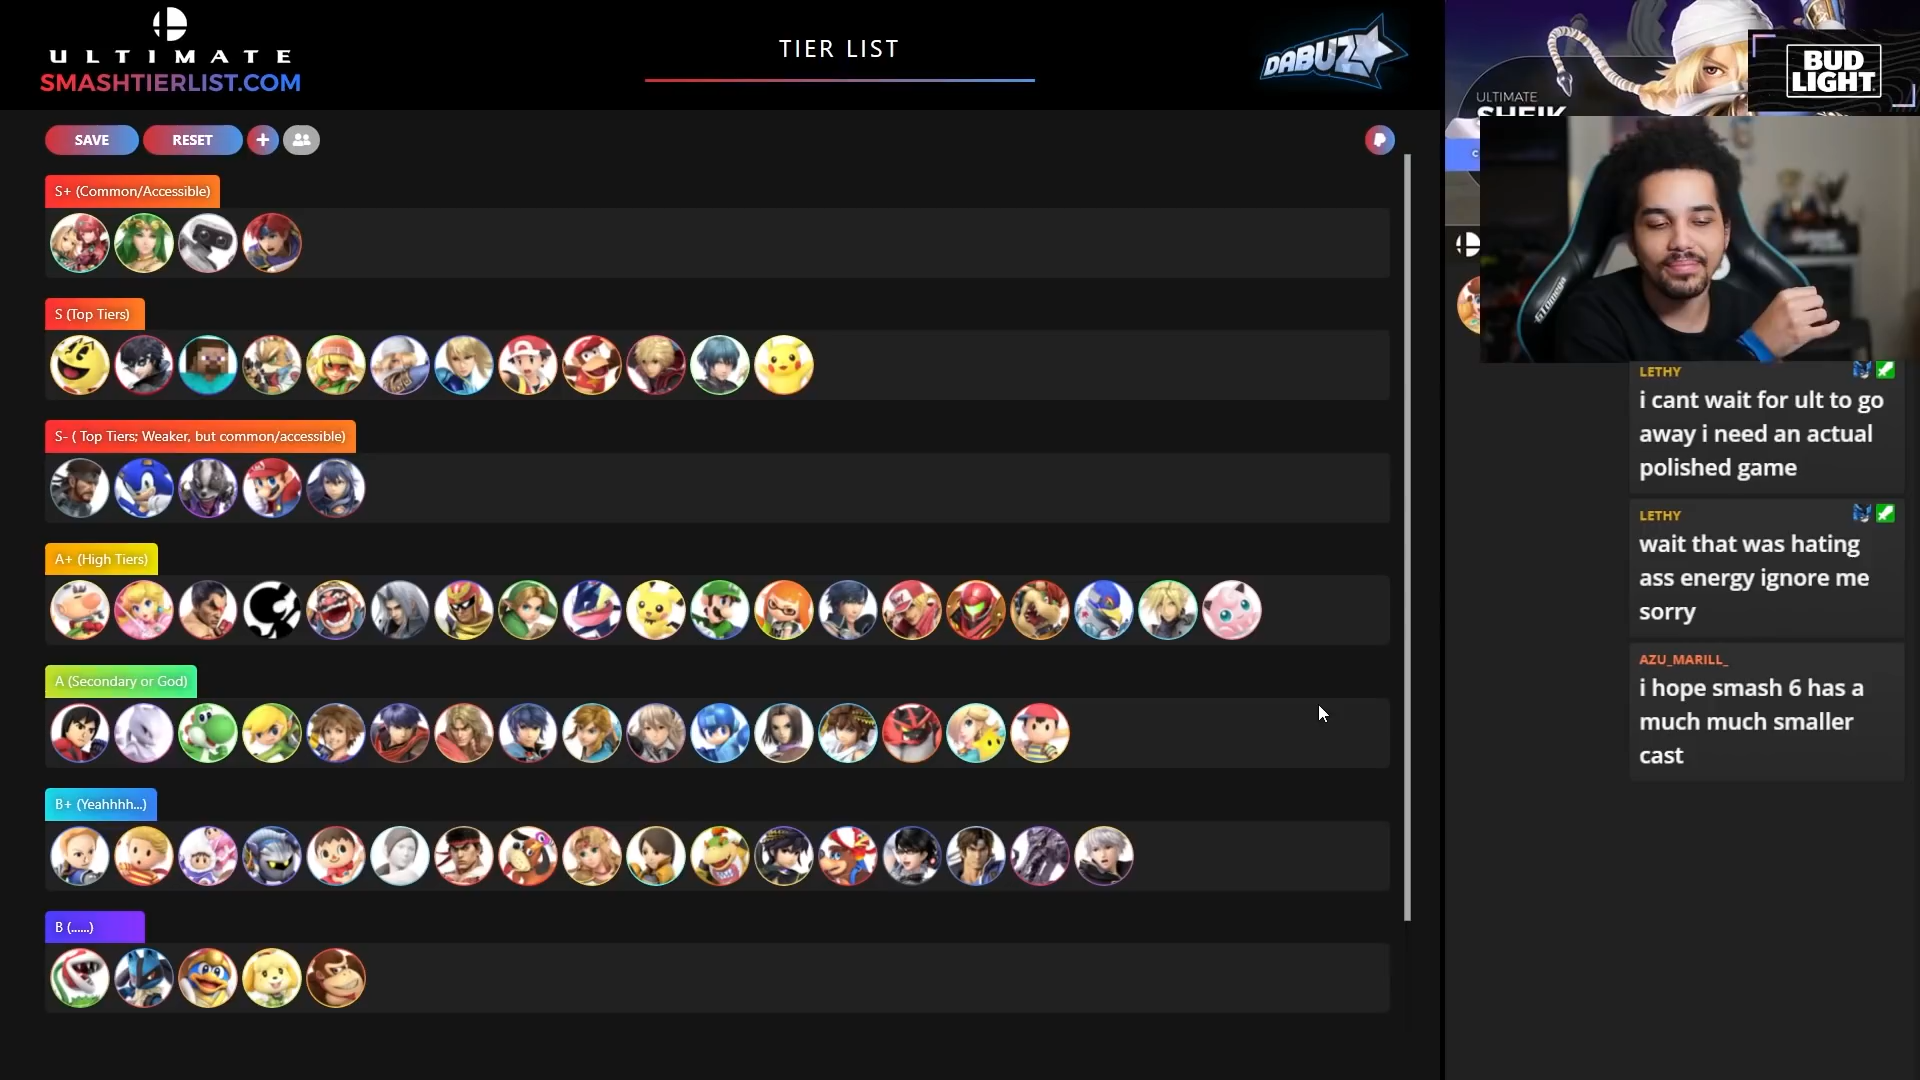 ULTIMATE
SMASHTIERLIST.COM
TIER LIST
DABUZ
SAVE
RESET
+
S+ (Common/Accessible)
S (Top Tiers)
S- ( Top Tiers; Weaker, but common/accessible)
A+ (High Tiers)
A (Secondary or God)
B+ (Yeahhhh...)
B (......)
BUD
LIGHT
ULTIMATE
SHEIK
C
GTOmega
LETHY
i cant wait for ult to go
away i need an actual
polished game
LETHY
wait that was hating
ass energy ignore me
sorry
AZU_MARILL_
i hope smash 6 has a
much much smaller
cast